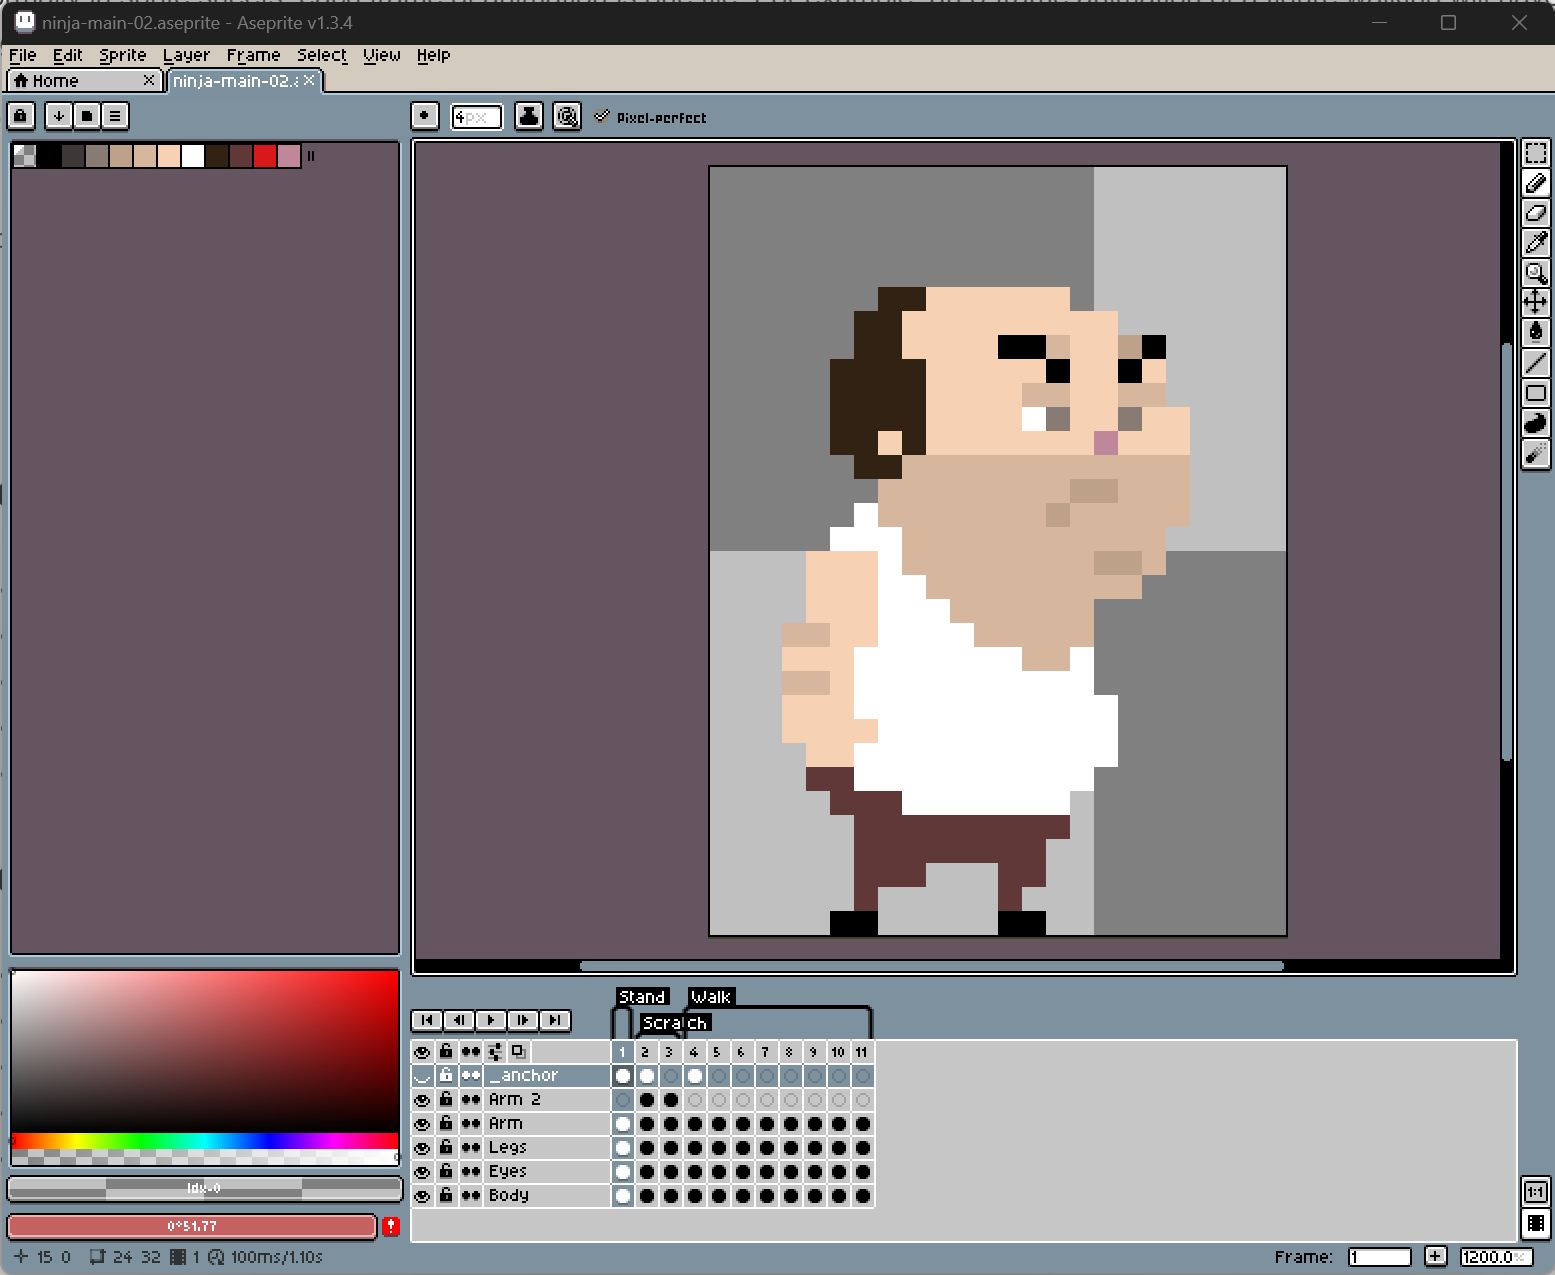 ninja-main-02.aseprite - Aseprite v1.3.4
File Edit Sprite Layer Frame Select View Help
Home
ninja-main-02.a
4px
Pixel-perfect
Stand
Walk
Scratch
1 2 3 4 5 6 7 8 9 10 11
_anchor
Arm 2
Arm
Legs
Eyes
Body
Idx-0
0°51.77
1:1
15 0 24 32 1 100ms/1.10s
Frame: 1 + 1200.0%